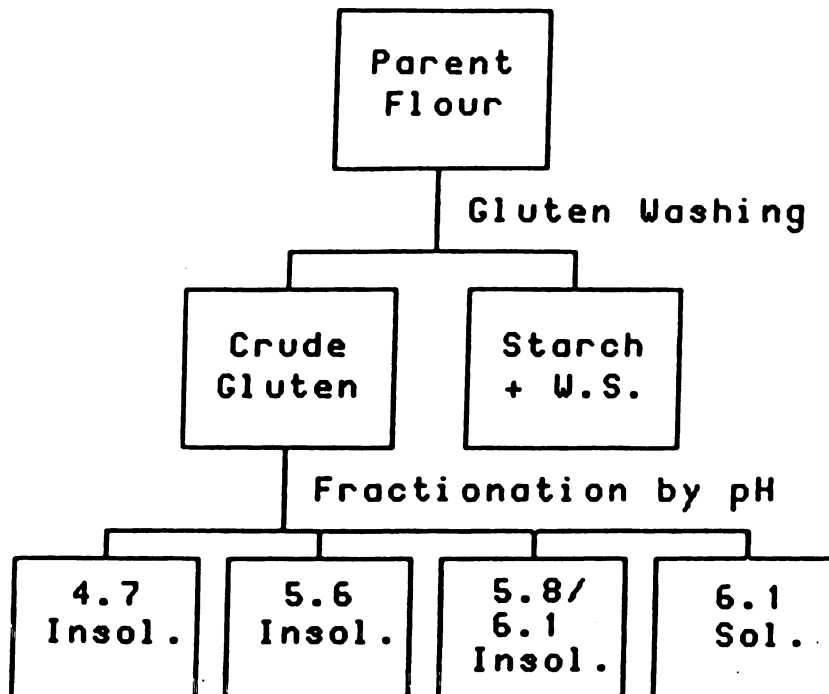 Parent
Flour
Gluten Washing
Crude
Gluten
Starch
+ W.S.
Fractionation by pH
4.7
Insol.
5.6
Insol.
5.8/
6.1
Insol.
6.1
Sol.